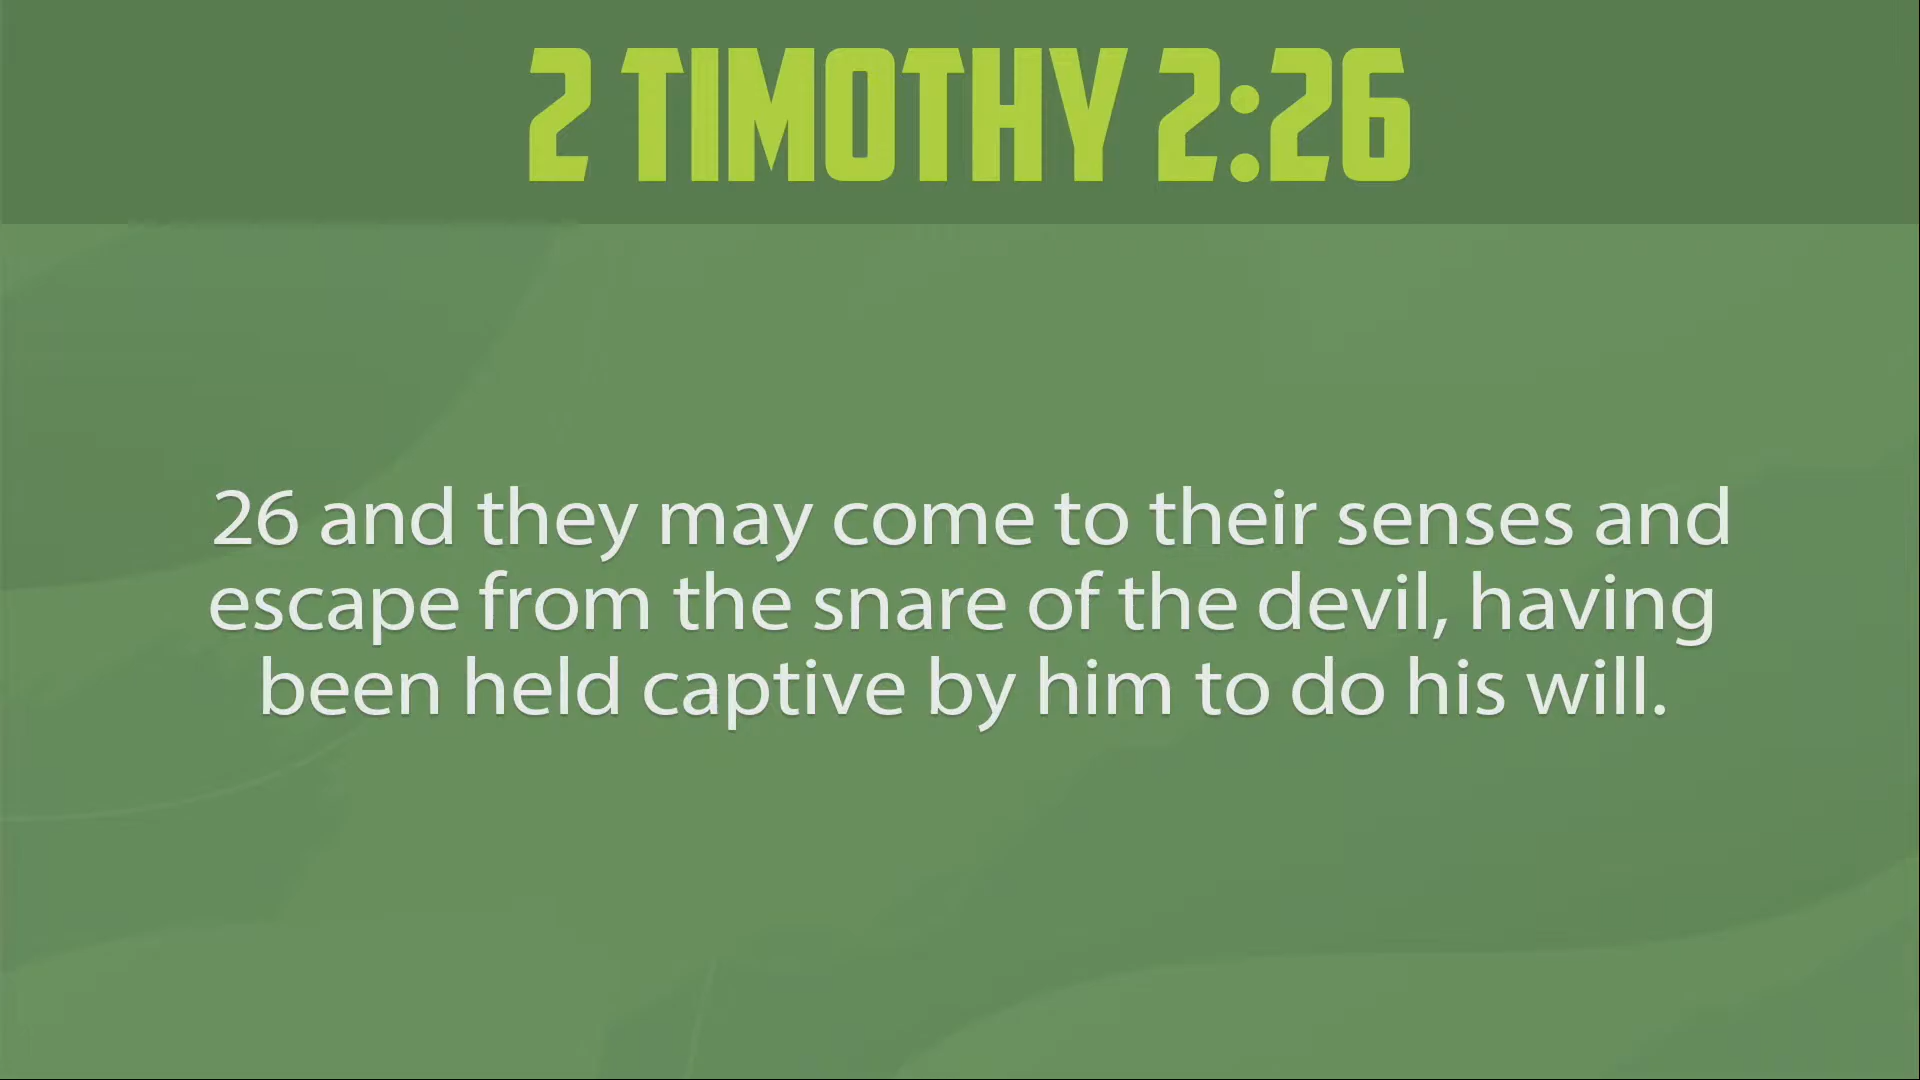 2 TIMOTHY 2:26
26 and they may come to their senses and
escape from the snare of the devil, having
been held captive by him to do his will.